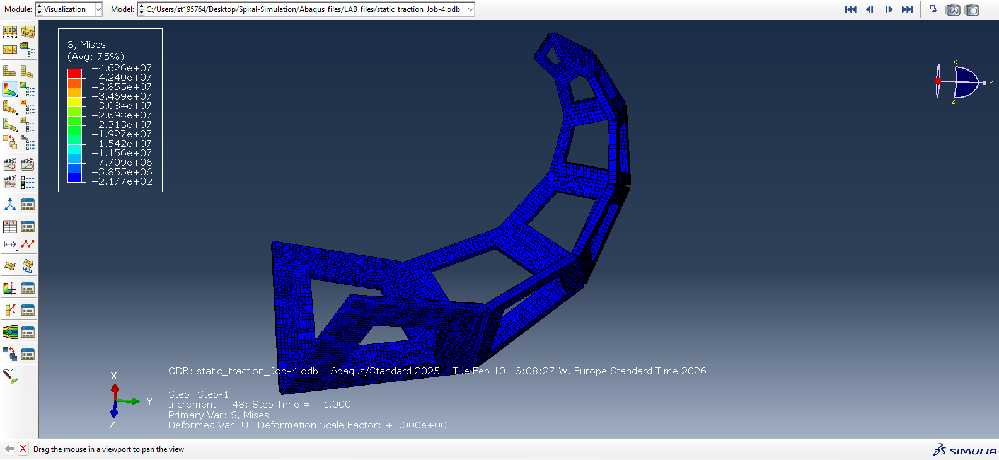 Module: Visualization Model: C:/Users/st195764/Desktop/Spiral-Simulation/Abaqus_files/LAB_files/static_traction_Job-4.odb
S, Mises
(Avg: 75%)
+4.626e+07
+4.240e+07
+3.855e+07
+3.469e+07
+3.084e+07
+2.698e+07
+2.313e+07
+1.927e+07
+1.542e+07
+1.156e+07
+7.709e+06
+3.855e+06
+2.177e+02
X
Y
Z
ODB: static_traction_Job-4.odb Abaqus/Standard 2025 Tue Feb 10 16:08:27 W. Europe Standard Time 2026
X
Y
Z
Step: Step-1
Increment 48: Step Time = 1.000
Primary Var: S, Mises
Deformed Var: U Deformation Scale Factor: +1.000e+00
Drag the mouse in a viewport to pan the view
SIMULIA